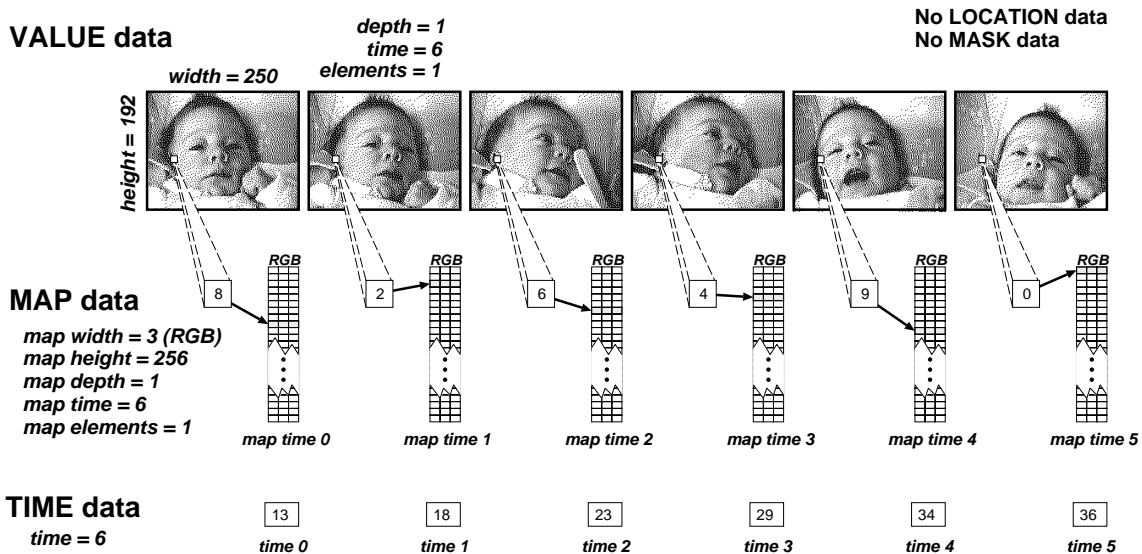 VALUE data
depth = 1
time = 6
elements = 1
No LOCATION data
No MASK data
width = 250
height = 192
RGB RGB RGB RGB RGB RGB
8 2 6 4 9 0
MAP data
map width = 3 (RGB)
map height = 256
map depth = 1
map time = 6
map elements = 1
map time 0 map time 1 map time 2 map time 3 map time 4 map time 5
TIME data
time = 6
13 18 23 29 34 36
time 0 time 1 time 2 time 3 time 4 time 5